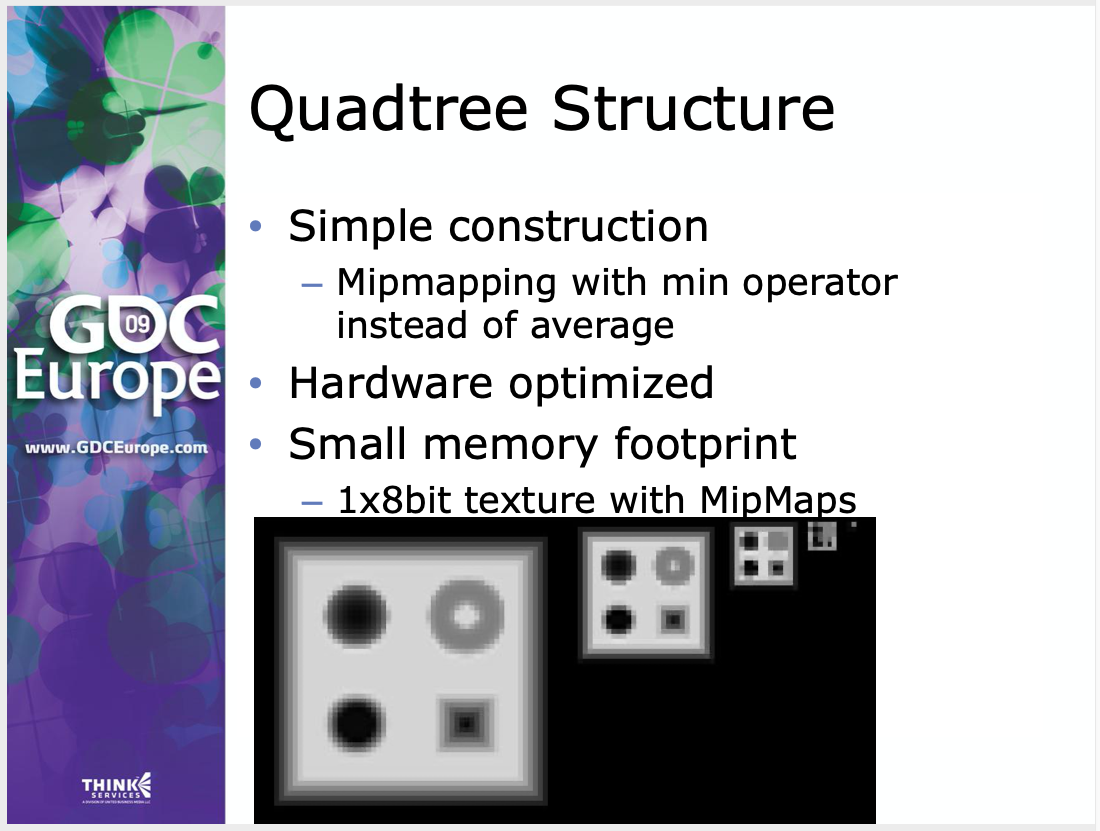 Quadtree Structure
• Simple construction
– Mipmapping with min operator
instead of average
• Hardware optimized
• Small memory footprint
– 1x8bit texture with MipMaps
GDC
09
Europe
www.GDCEurope.com
THINK
SERVICES
A DIVISION OF UNITED BUSINESS MEDIA LLC